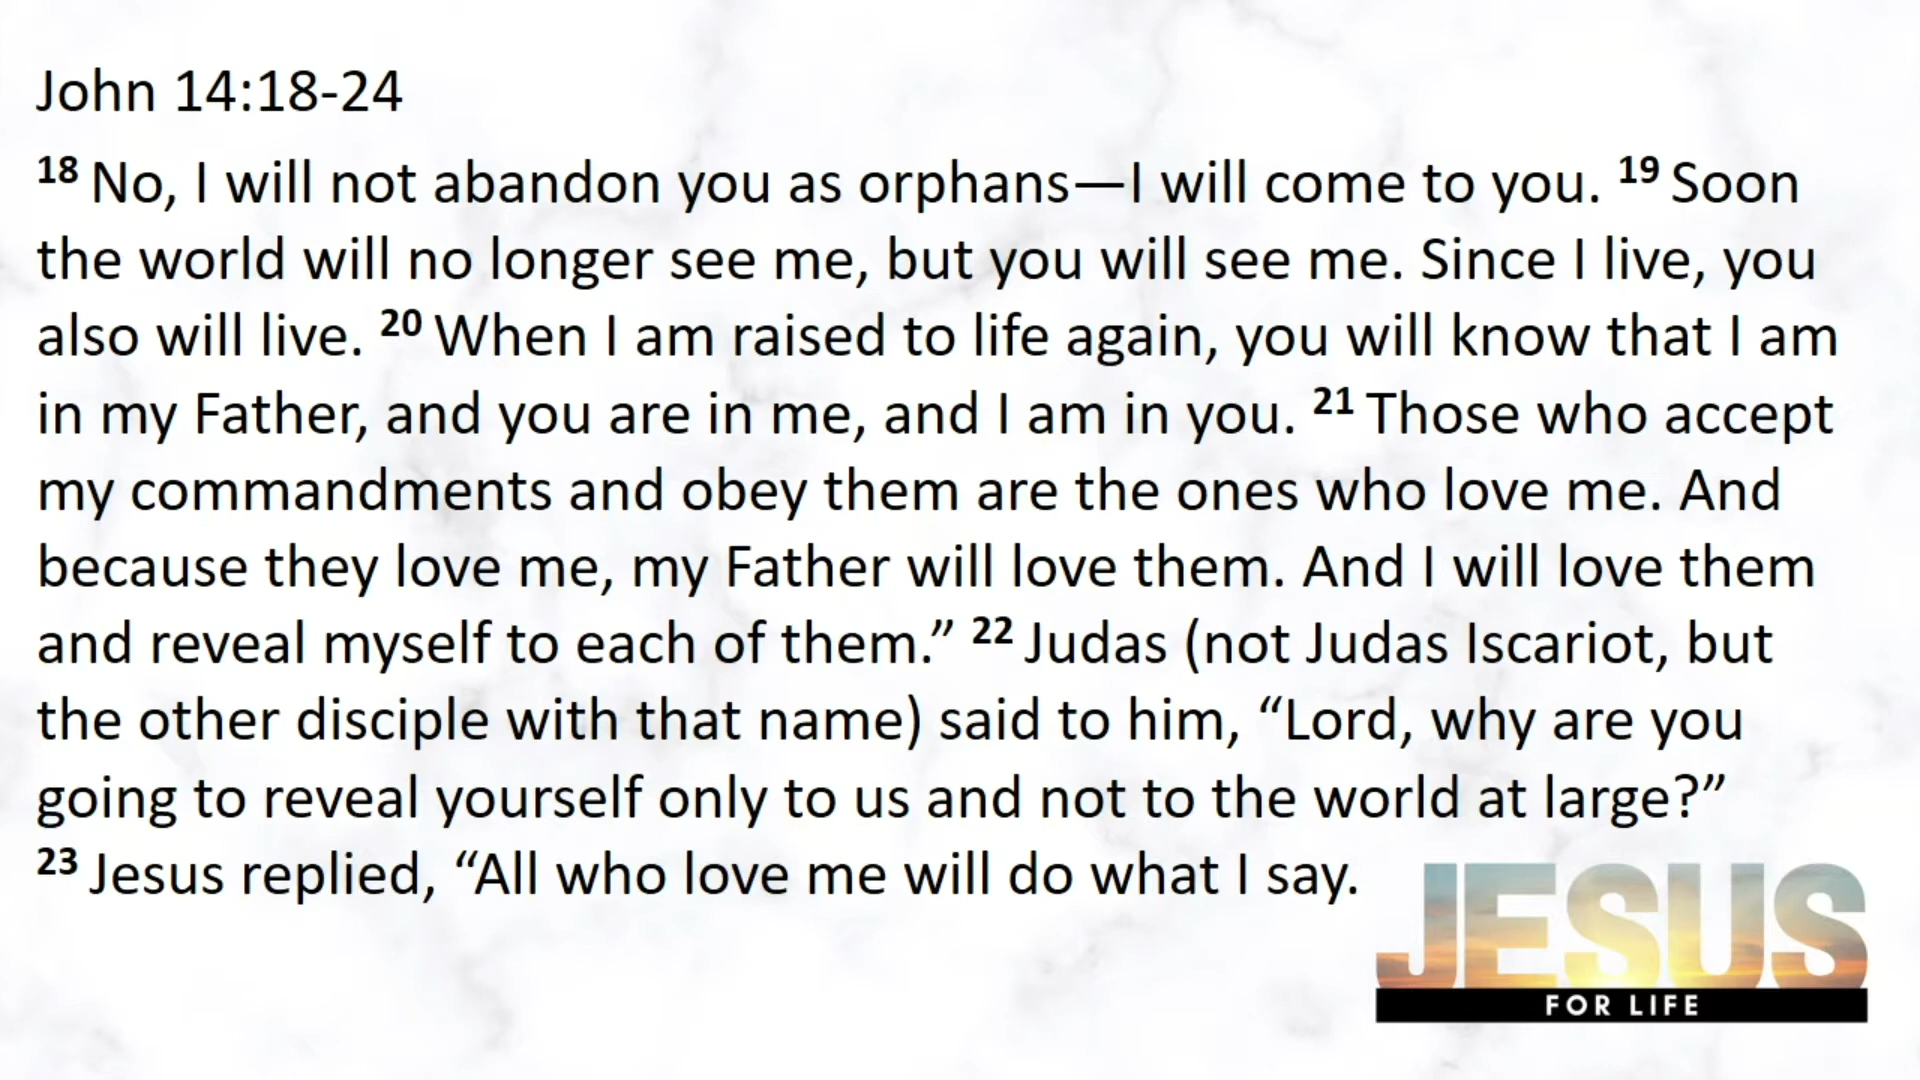 John 14:18-24
18 No, I will not abandon you as orphans—I will come to you. 19 Soon
the world will no longer see me, but you will see me. Since I live, you
also will live. 20 When I am raised to life again, you will know that I am
in my Father, and you are in me, and I am in you. 21 Those who accept
my commandments and obey them are the ones who love me. And
because they love me, my Father will love them. And I will love them
and reveal myself to each of them.” 22 Judas (not Judas Iscariot, but
the other disciple with that name) said to him, “Lord, why are you
going to reveal yourself only to us and not to the world at large?”
23 Jesus replied, “All who love me will do what I say.
JESUS
FOR LIFE